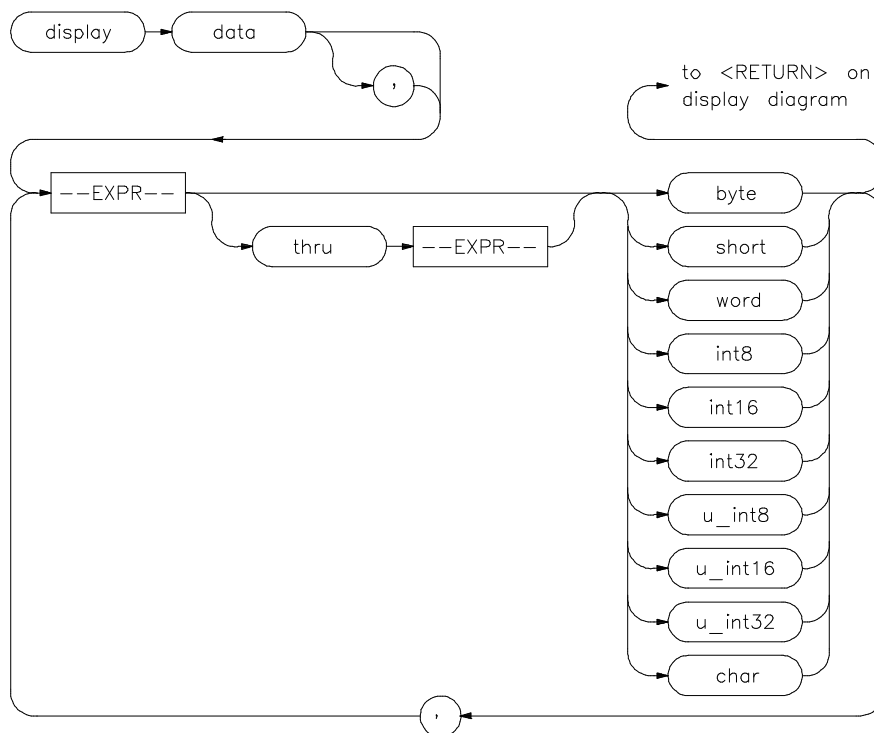 display data
,
to <RETURN> on
display diagram
--EXPR--
byte
thru --EXPR--
short
word
int8
int16
int32
u_int8
u_int16
u_int32
char
,